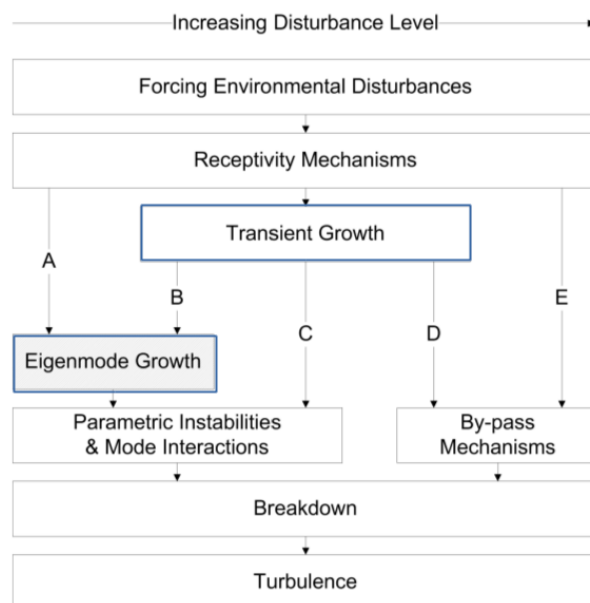 Increasing Disturbance Level
Forcing Environmental Disturbances
Receptivity Mechanisms
Transient Growth
A
B
C
D
E
Eigenmode Growth
Parametric Instabilities
& Mode Interactions
By-pass
Mechanisms
Breakdown
Turbulence